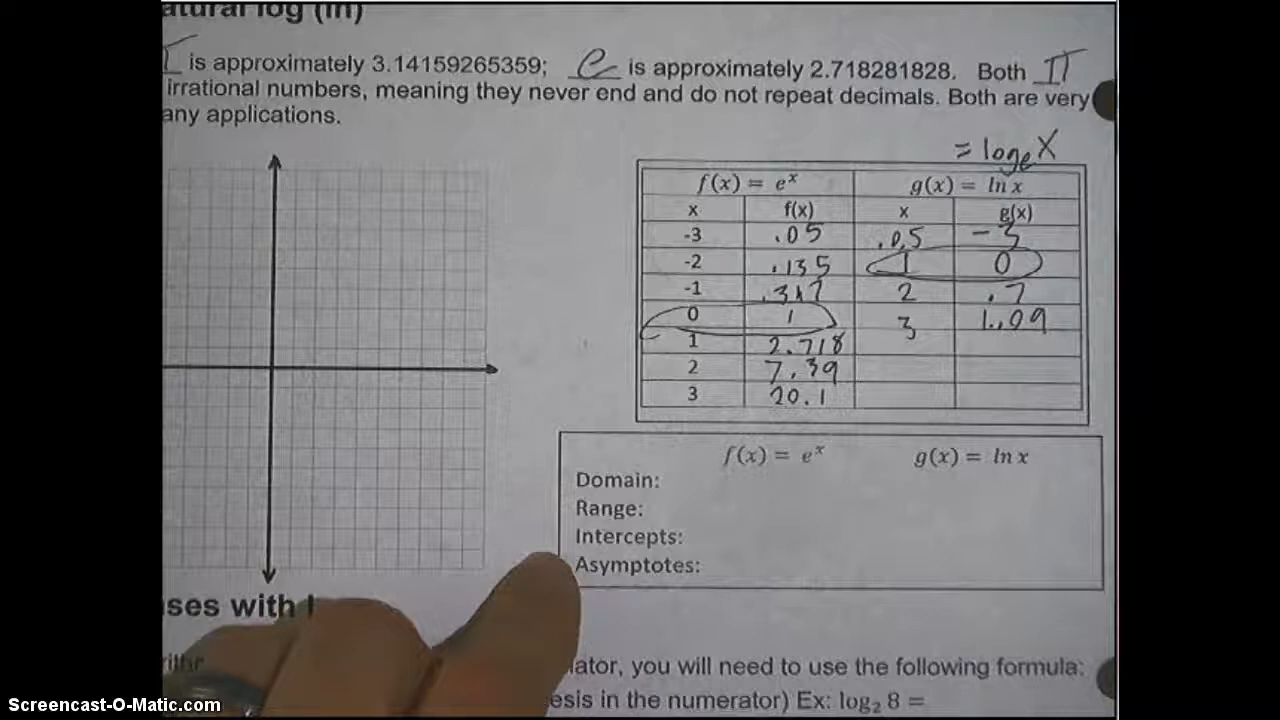 atural log (ln)
π is approximately 3.14159265359; e is approximately 2.718281828. Both π
irrational numbers, meaning they never end and do not repeat decimals. Both are very
any applications.
= logₑ x
f(x) = eˣ g(x) = ln x
x f(x) x g(x)
-3 .05 .05 -3
-2 .135 1 0
-1 2 .7
0 1 3 1.09
1 2.718
2 7.39
3 20.1
f(x) = eˣ g(x) = ln x
Domain:
Range:
Intercepts:
Asymptotes:
ses with
ator, you will need to use the following formula:
esis in the numerator) Ex: log₂ 8 =
Screencast-O-Matic.com